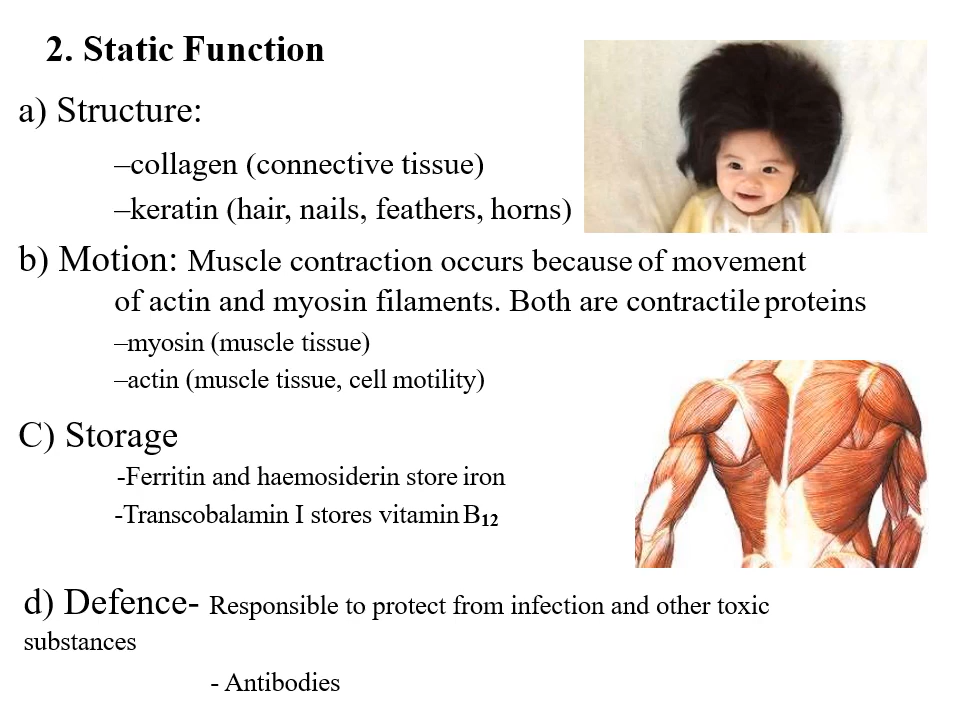 2. Static Function
a) Structure:
–collagen (connective tissue)
–keratin (hair, nails, feathers, horns)
b) Motion: Muscle contraction occurs because of movement
of actin and myosin filaments. Both are contractile proteins
–myosin (muscle tissue)
–actin (muscle tissue, cell motility)
C) Storage
-Ferritin and haemosiderin store iron
-Transcobalamin I stores vitamin B₁₂
d) Defence- Responsible to protect from infection and other toxic
substances
- Antibodies